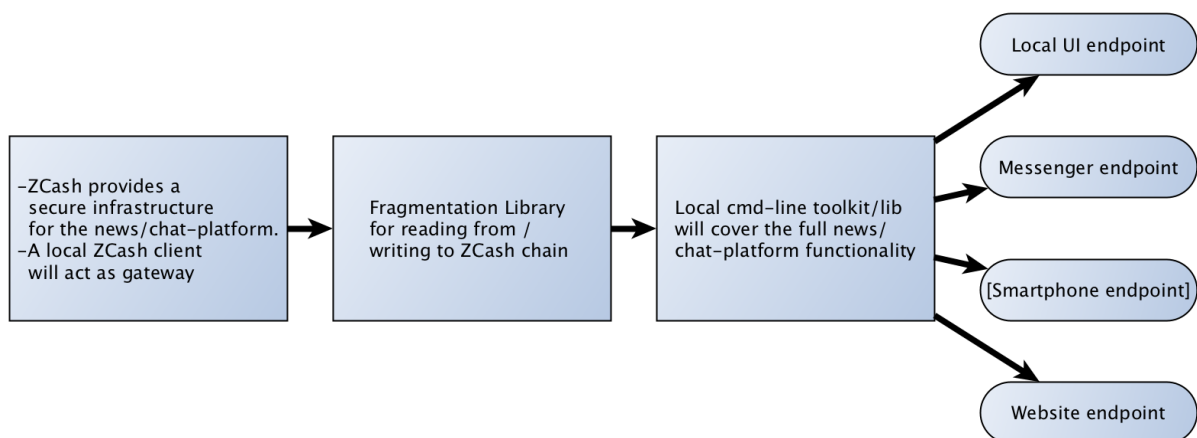 –ZCash provides a
secure infrastructure
for the news/chat-platform.
–A local ZCash client
will act as gateway
Fragmentation Library
for reading from /
writing to ZCash chain
Local cmd-line toolkit/lib
will cover the full news/
chat-platform functionality
Local UI endpoint
Messenger endpoint
[Smartphone endpoint]
Website endpoint